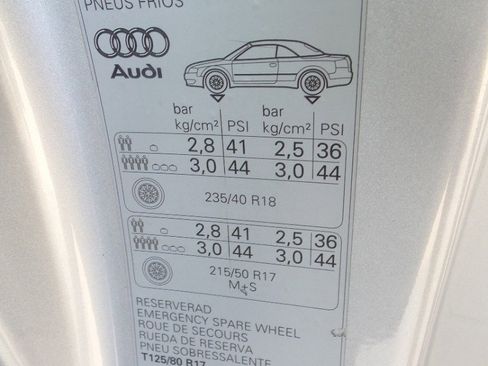 PNEUS FRIOS
Audi
bar bar
kg/cm² PSI kg/cm² PSI
2,8 41 2,5 36
3,0 44 3,0 44
235/40 R18
2,8 41 2,5 36
3,0 44 3,0 44
215/50 R17
M+S
RESERVERAD
EMERGENCY SPARE WHEEL
ROUE DE SECOURS
RUEDA DE RESERVA
PNEU SOBRESSALENTE
T125/80 R17